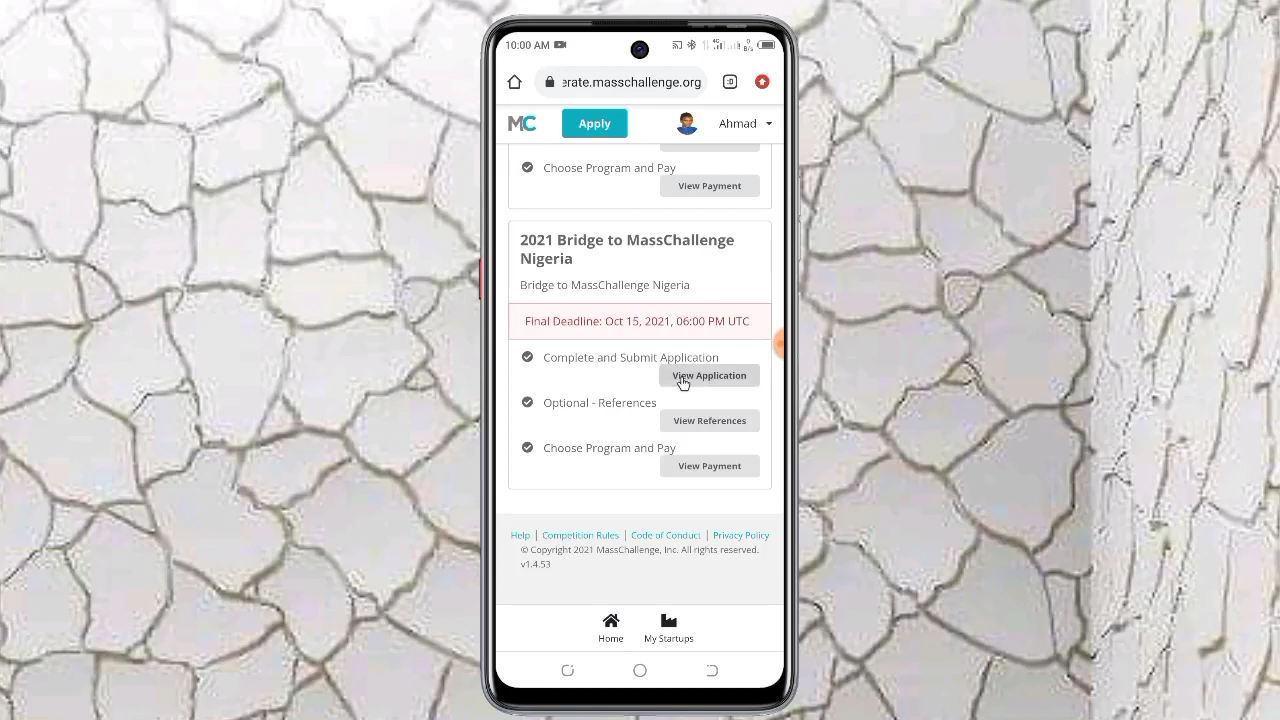 10:00 AM
4G 0 B/s
erate.masschallenge.org
:D
MC Apply Ahmad
Choose Program and Pay
View Payment
2021 Bridge to MassChallenge
Nigeria
Bridge to MassChallenge Nigeria
Final Deadline: Oct 15, 2021, 06:00 PM UTC
Complete and Submit Application
View Application
Optional - References
View References
Choose Program and Pay
View Payment
Help | Competition Rules | Code of Conduct | Privacy Policy
© Copyright 2021 MassChallenge, Inc. All rights reserved.
v1.4.53
Home My Startups